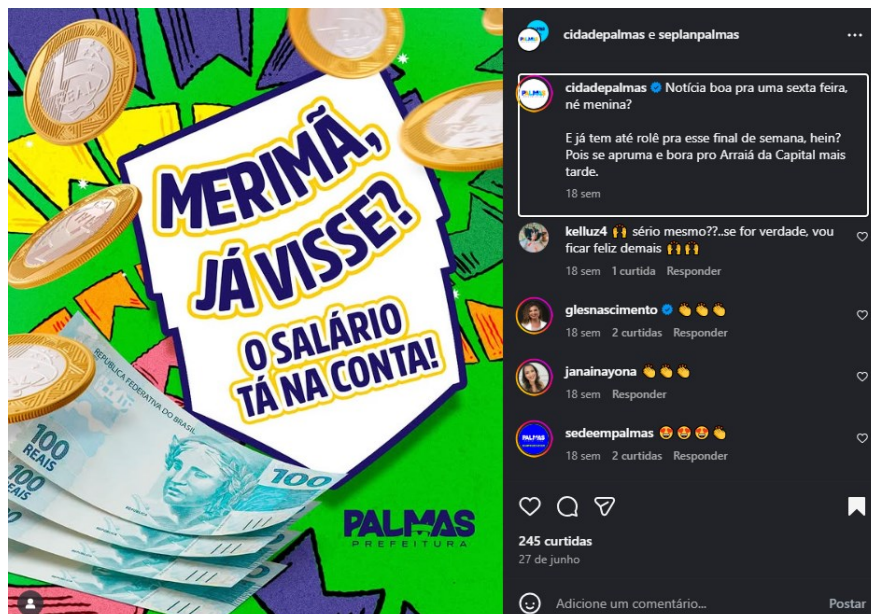 5
REAL
MERIMÃ,
JÁ VISSE?
O SALÁRIO
TÁ NA CONTA!
REPÚBLICA FEDERATIVA DO BRASIL
100
REAIS
100
100
REAIS
100
PALMAS
PREFEITURA
cidadepalmas e seplanpalmas
cidadepalmas Notícia boa pra uma sexta feira,
né menina?
E já tem até rolê pra esse final de semana, hein?
Pois se apruma e bora pro Arraiá da Capital mais
tarde.
18 sem
kelluz4 🙌 sério mesmo??..se for verdade, vou
ficar feliz demais 🙌🙌
18 sem 1 curtida Responder
glesnascimento 👏👏👏
18 sem 2 curtidas Responder
janainayona 👏👏👏
18 sem Responder
PALMAS
sedeempalmas 😍😍😍👏
18 sem 2 curtidas Responder
245 curtidas
27 de junho
Adicione um comentário... Postar